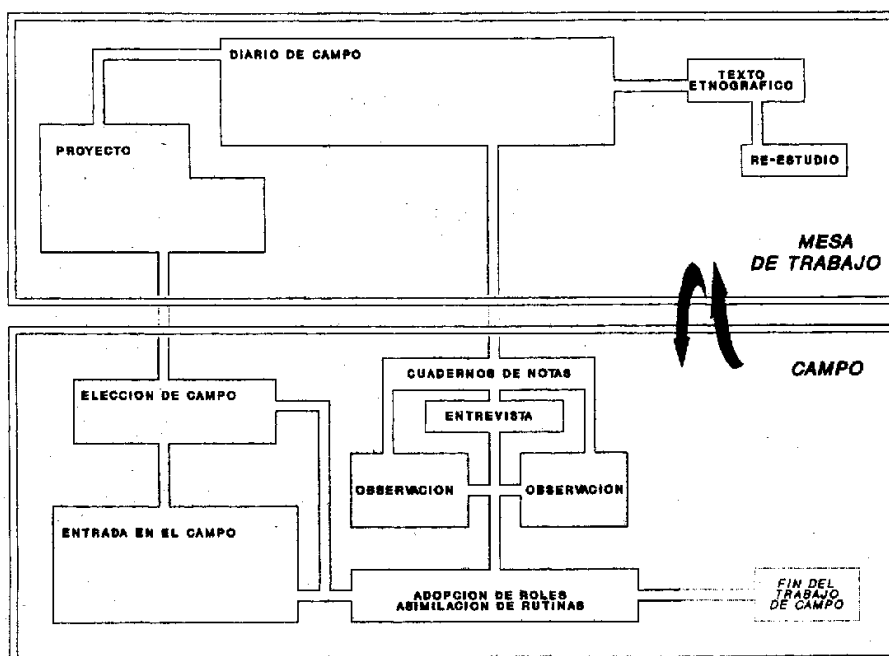 DIARIO DE CAMPO
TEXTO
ETNOGRAFICO
PROYECTO
RE-ESTUDIO
MESA
DE TRABAJO
CAMPO
CUADERNOS DE NOTAS
ELECCION DE CAMPO
ENTREVISTA
OBSERVACION
OBSERVACION
ENTRADA EN EL CAMPO
ADOPCION DE ROLES
ASIMILACION DE RUTINAS
FIN DEL
TRABAJO
DE CAMPO